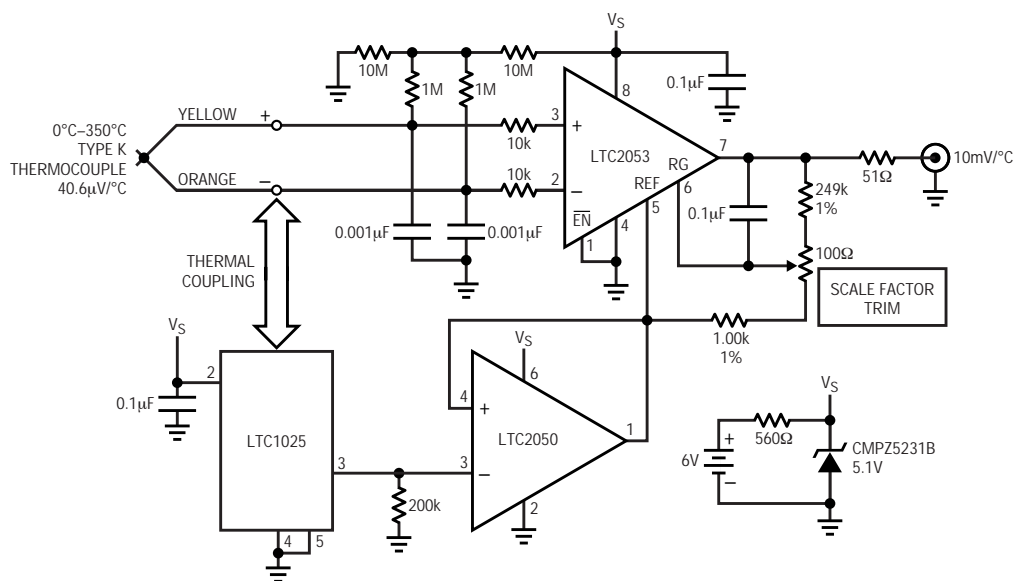 VS
10M
10M
1M
1M
0.1µF
8
YELLOW
+
3
+
10k
LTC2053
7
10mV/°C
0°C–350°C
TYPE K
THERMOCOUPLE
40.6µV/°C
ORANGE
–
10k
2
–
RG
6
REF
5
EN
1
4
51Ω
249k
1%
0.1µF
0.001µF
0.001µF
100Ω
THERMAL
COUPLING
SCALE FACTOR
TRIM
VS
2
0.1µF
LTC1025
3
4
5
200k
VS
6
4
+
LTC2050
1
3
–
2
1.00k
1%
VS
+
6V
–
560Ω
CMPZ5231B
5.1V